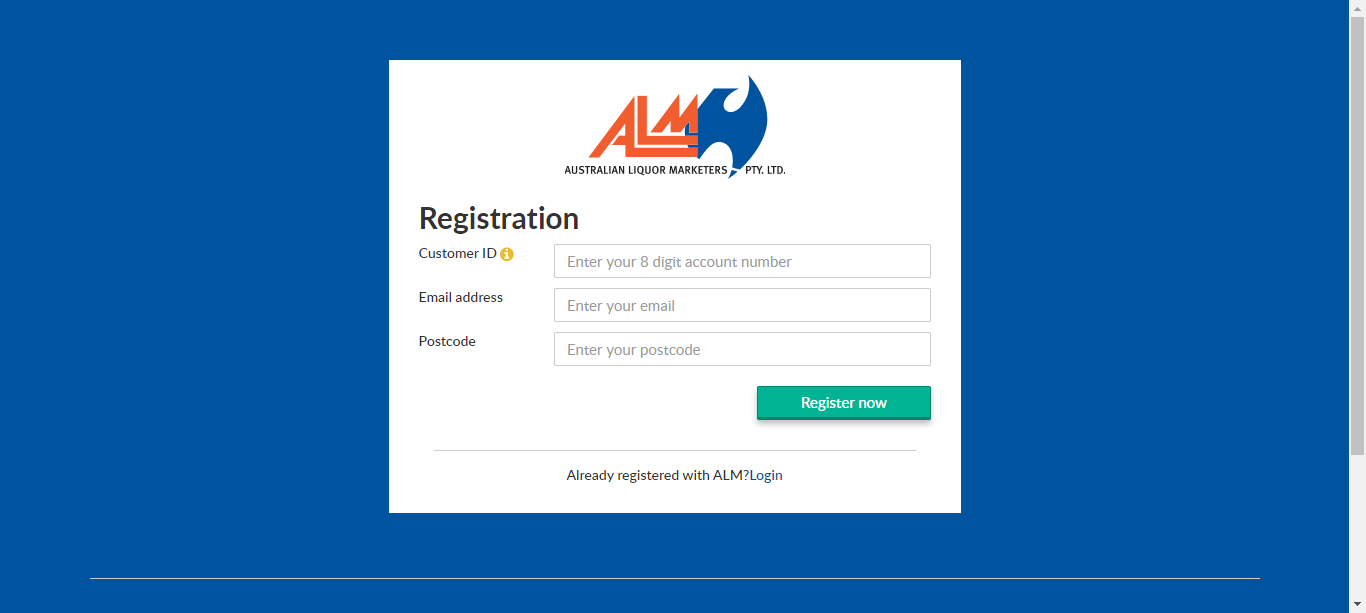 ALM
AUSTRALIAN LIQUOR MARKETERS PTY. LTD.
Registration
Customer ID
Enter your 8 digit account number
Email address
Enter your email
Postcode
Enter your postcode
Register now
Already registered with ALM?Login